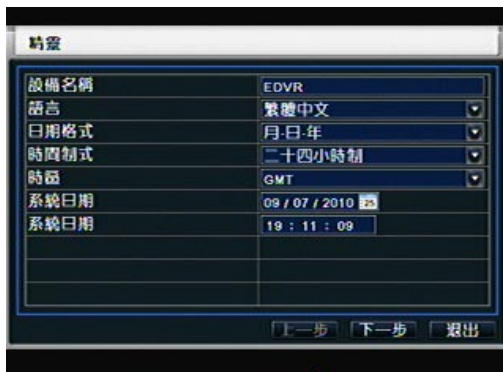 精靈
設備名稱 EDVR
語言 繁體中文
日期格式 月-日-年
時間制式 二十四小時制
時區 GMT
系統日期 09 / 07 / 2010 25
系統日期 19 : 11 : 09
上一步 下一步 退出